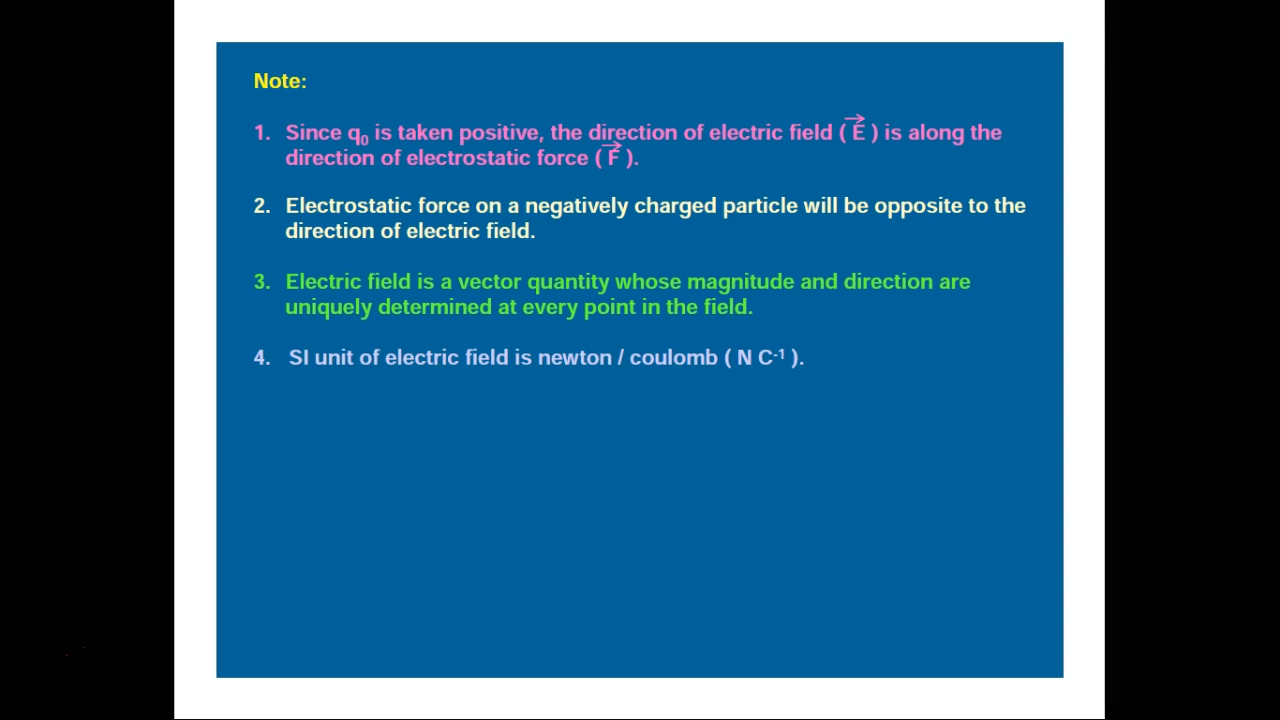 Note:
1. Since q₀ is taken positive, the direction of electric field ( E⃗ ) is along the
direction of electrostatic force ( F⃗ ).
2. Electrostatic force on a negatively charged particle will be opposite to the
direction of electric field.
3. Electric field is a vector quantity whose magnitude and direction are
uniquely determined at every point in the field.
4. SI unit of electric field is newton / coulomb ( N C⁻¹ ).